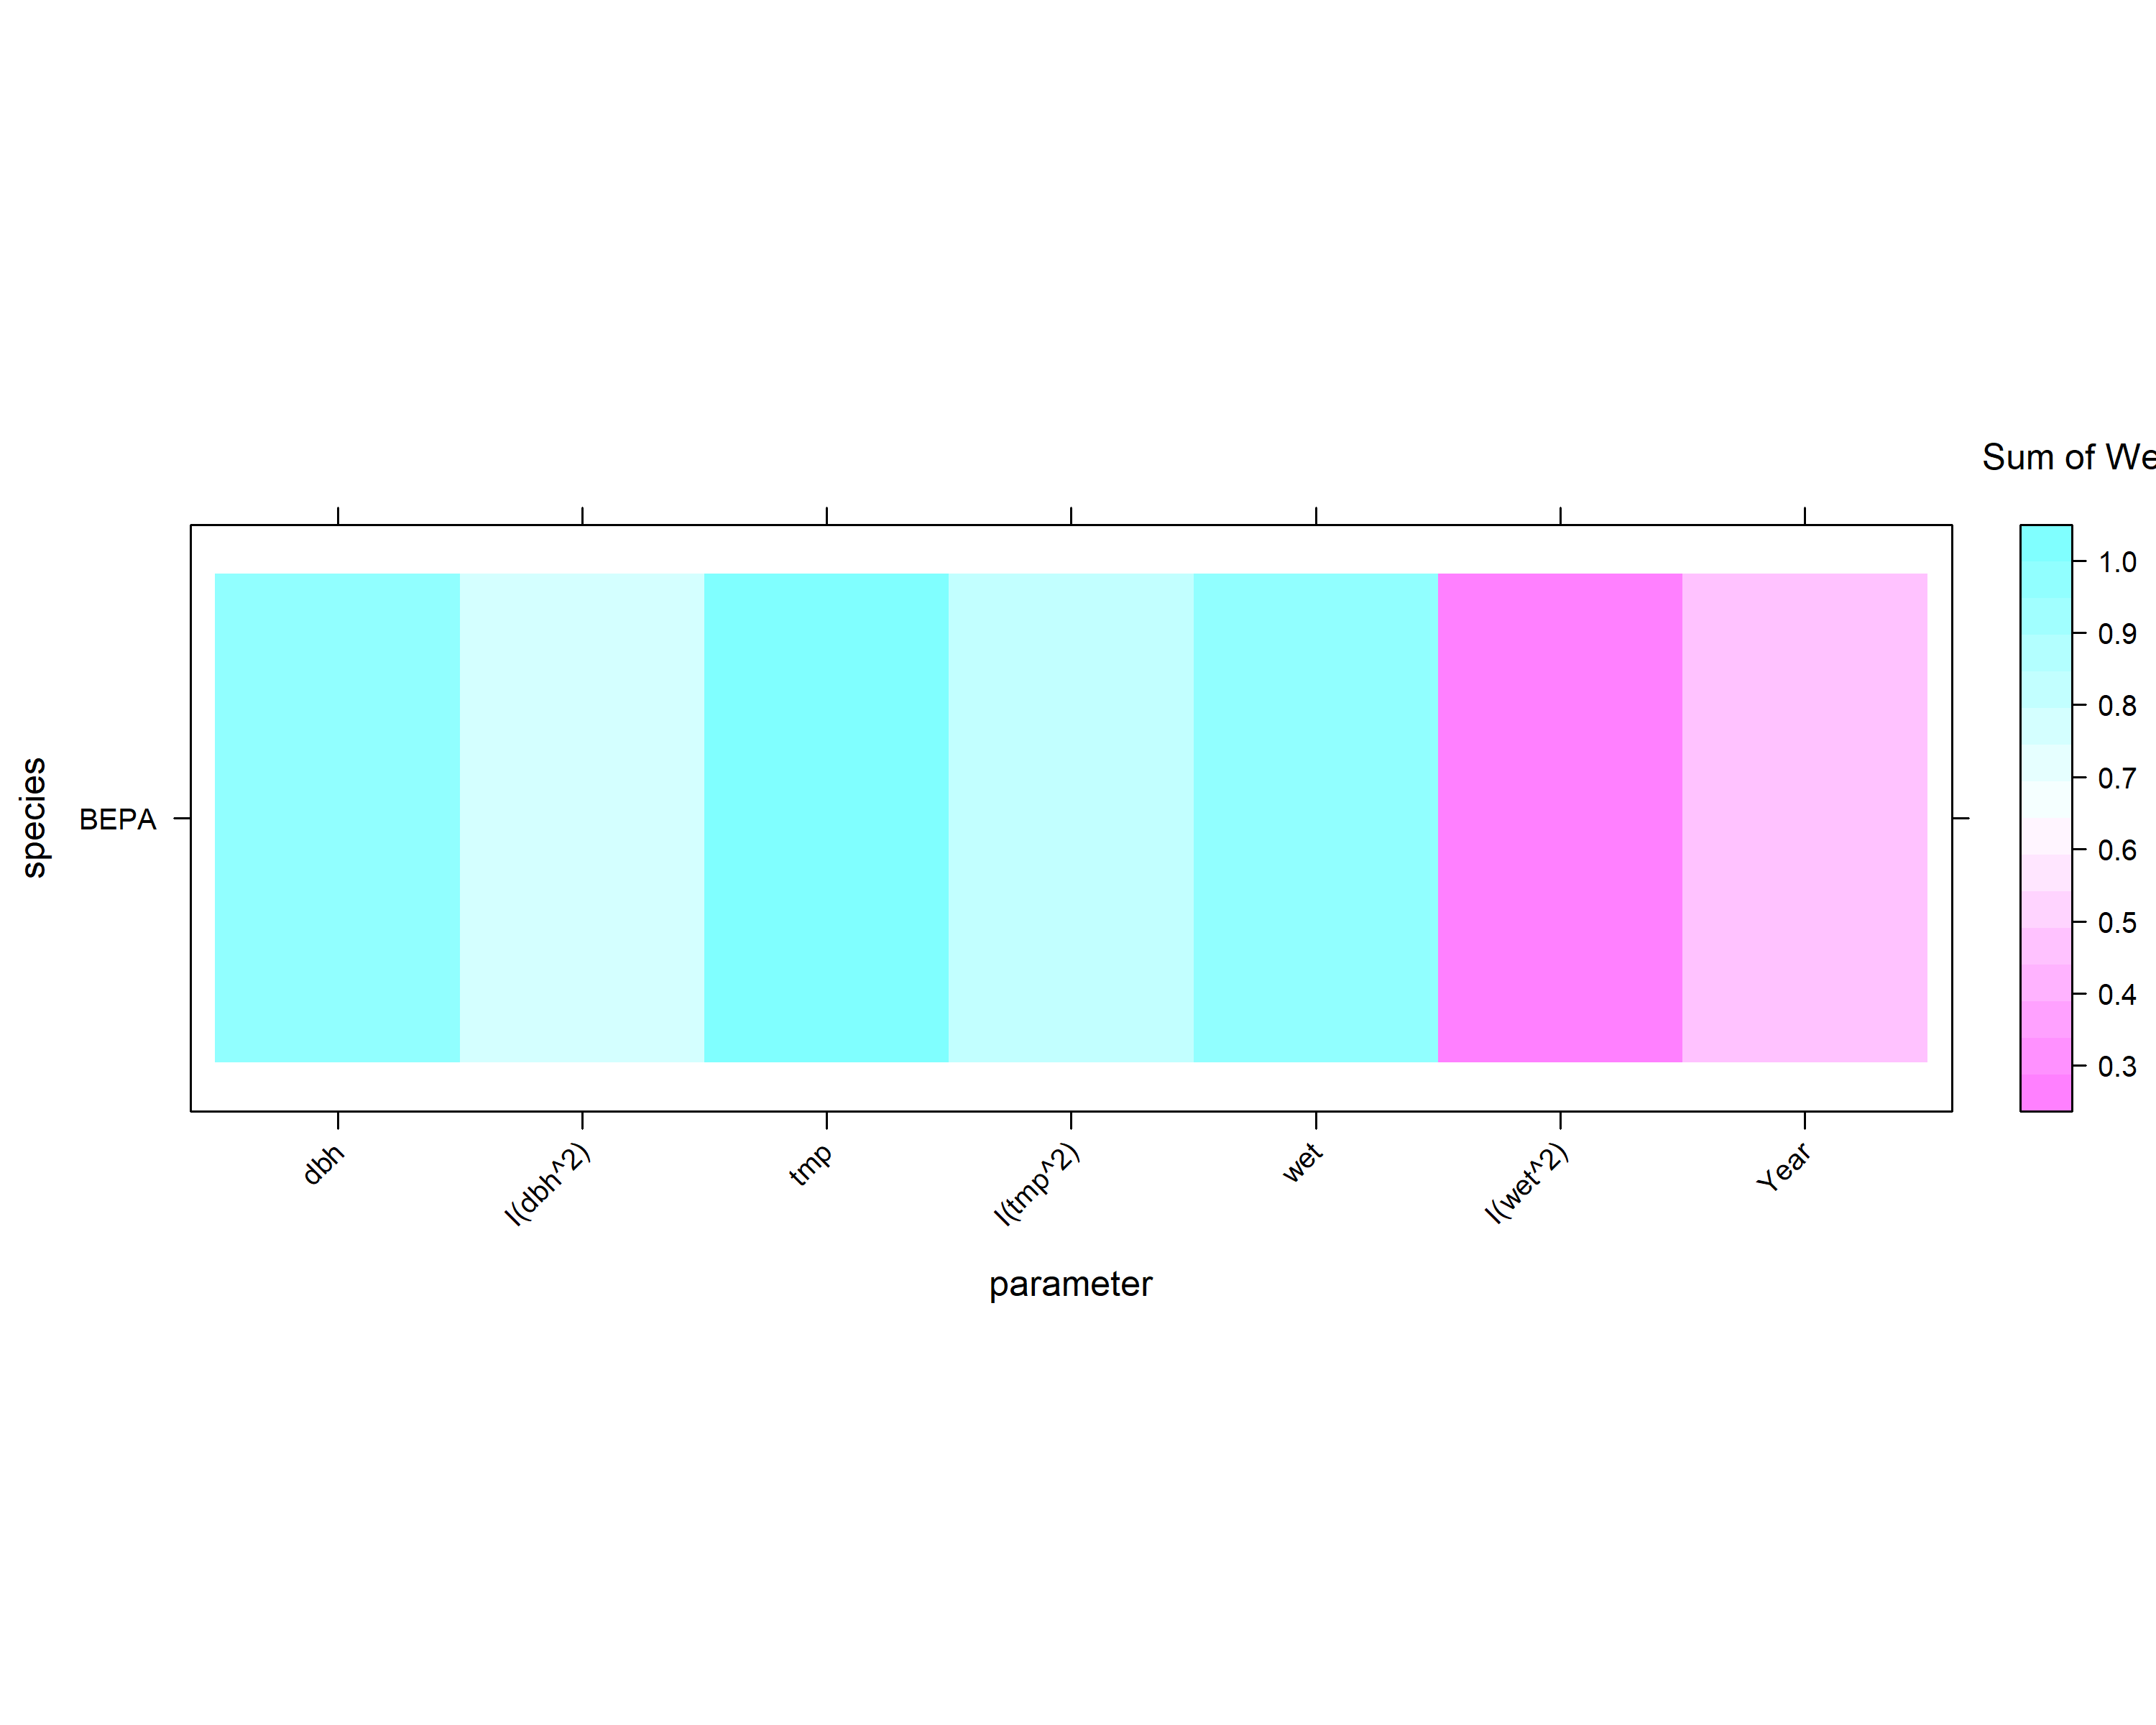 Sum of We
1.0
0.9
0.8
0.7
0.6
0.5
0.4
0.3
species
BEPA
dbh
I(dbh^2)
tmp
I(tmp^2)
wet
I(wet^2)
Year
parameter